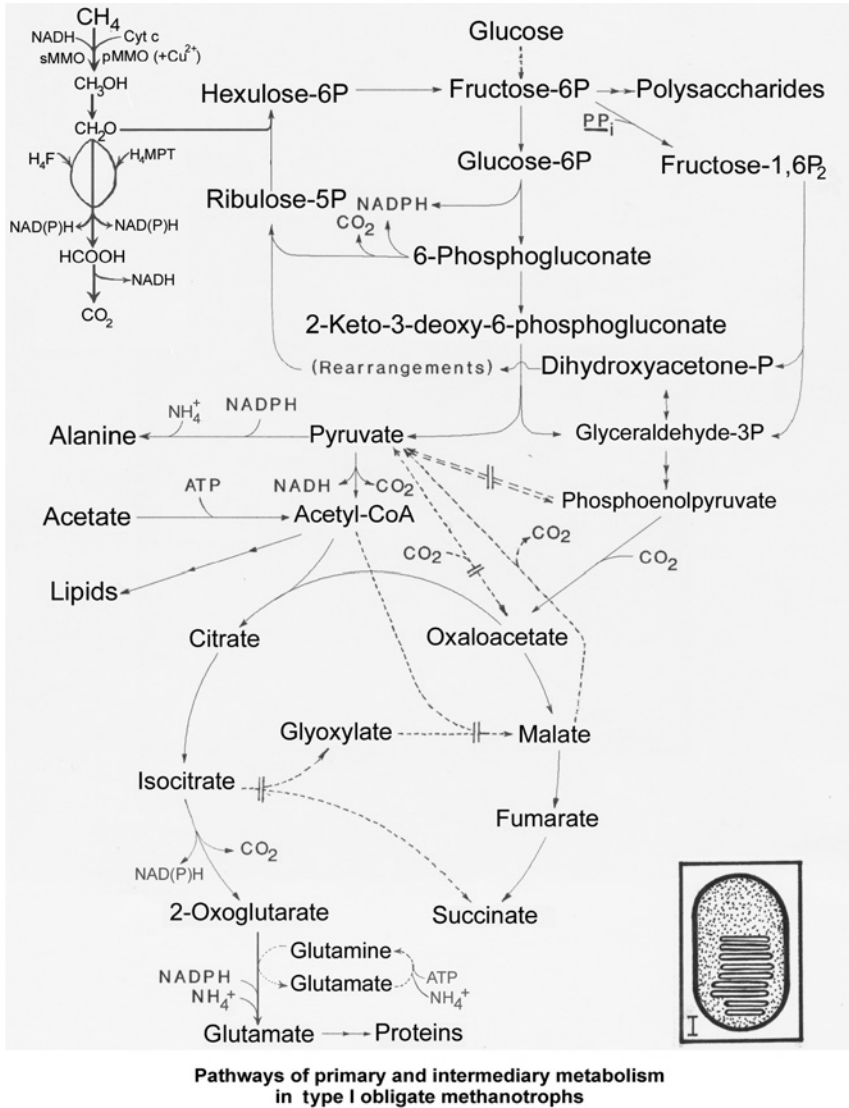 CH4
NADH Cyt c
sMMO pMMO (+Cu2+)
CH3OH
CH2O
H4F H4MPT
NAD(P)H NAD(P)H
HCOOH
NADH
CO2
Glucose
Hexulose-6P Fructose-6P Polysaccharides
PPi
Glucose-6P Fructose-1,6P2
Ribulose-5P NADPH
CO2
6-Phosphogluconate
2-Keto-3-deoxy-6-phosphogluconate
(Rearrangements) Dihydroxyacetone-P
Alanine NH4+ NADPH Pyruvate Glyceraldehyde-3P
NADH CO2
Phosphoenolpyruvate
Acetate ATP Acetyl-CoA
CO2 CO2 CO2
Lipids
Citrate Oxaloacetate
Glyoxylate Malate
Isocitrate
Fumarate
CO2
NAD(P)H
2-Oxoglutarate Succinate
Glutamine
NADPH Glutamate ATP
NH4+ NH4+
Glutamate Proteins
I
Pathways of primary and intermediary metabolism
in type I obligate methanotrophs